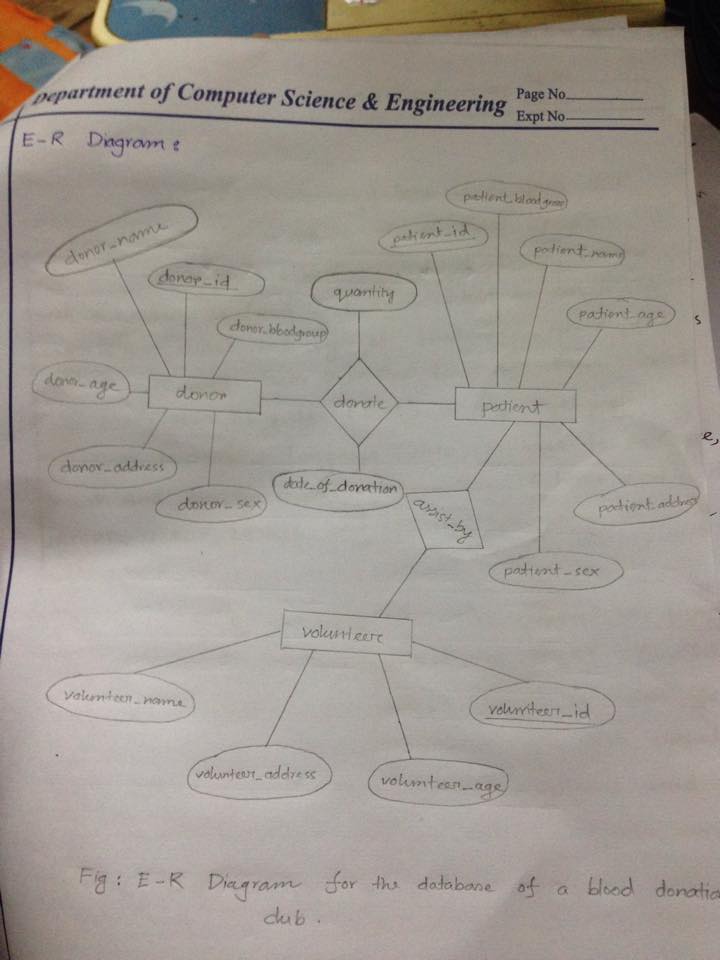 Department of Computer Science & Engineering
Page No
Expt No
E-R Diagram:
patient_bloodgroup
donor_name
patient_id
patient_name
donor_id
quantity
donor_bloodgroup
patient_age
donor_age
donor
donate
patient
donor_address
date_of_donation
donor_sex
assist_by
patient_address
patient_sex
volunteer
volunteer_name
volunteer_id
volunteer_address
volunteer_age
Fig: E-R Diagram for the database of a blood donatio
club.